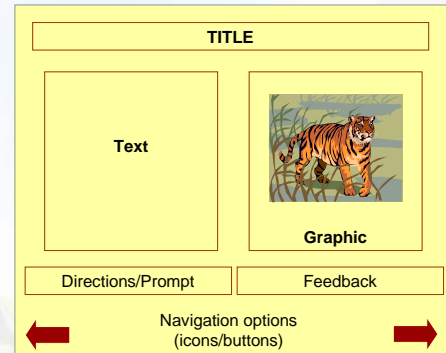 TITLE
Text
Graphic
Directions/Prompt
Feedback
Navigation options
(icons/buttons)